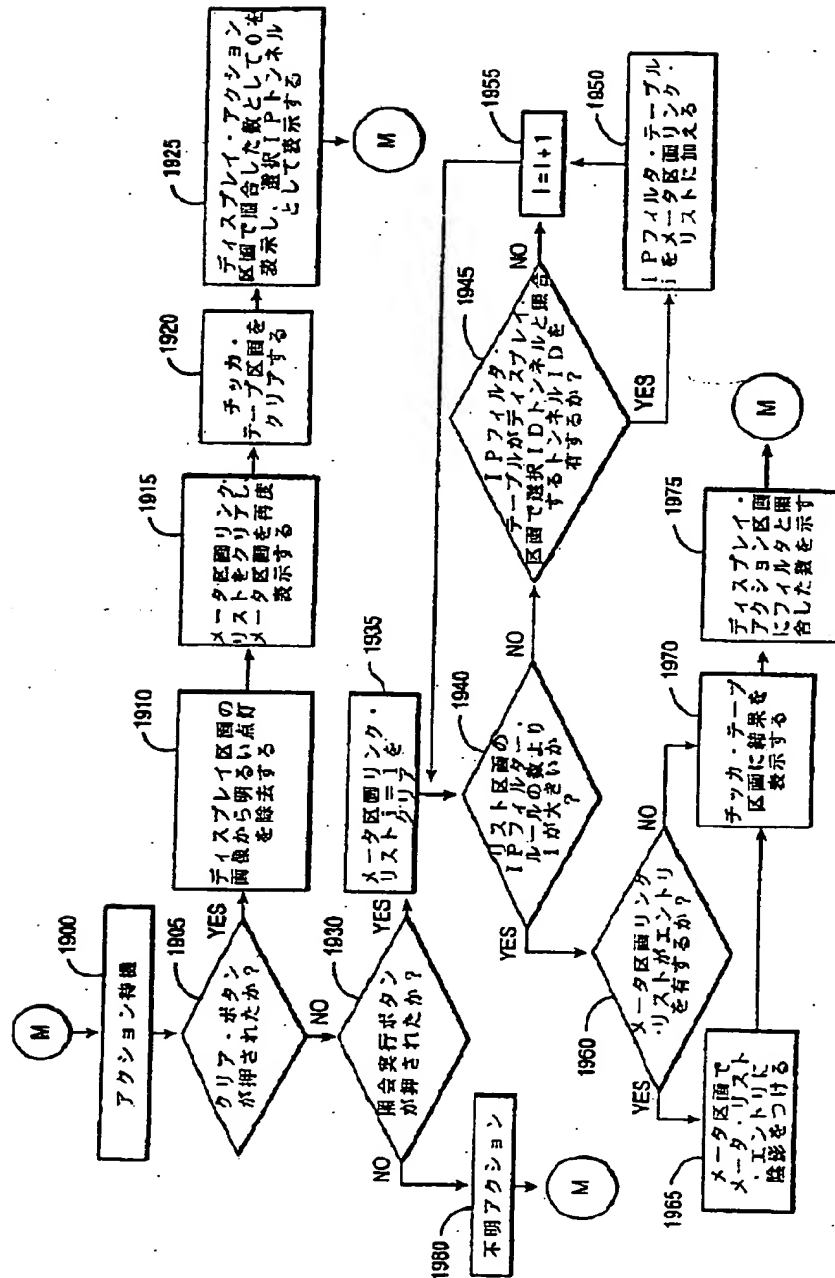 M
1900
アクション待機
1905
クリア・ボタン
が押されたか?
YES
NO
1910
ディスプレイ区画の
画像から明るい点灯
を除去する
1915
メータ区画リンク・
リストをクリアし、
メータ区画を再度
表示する
1920
チッカ・
テープ区画を
クリアする
1925
ディスプレイ・アクション
区画で照合した数として0を
表示し、選択IPトンネル
として表示する
M
1930
照会実行ボタン
が押されたか?
YES
NO
1980
不明アクション
M
1935
メータ区画リンク・
リストi=1を
クリア
1940
リスト区画の
IPフィルター・
ルールの数より
Iが大きいか
?
YES
NO
1945
IPフィルタ・
テーブルがディスプレイ・
区画で選択IDトンネルと照合
するトンネルIDを
有するか?
NO
YES
1955
I=I+1
1950
IPフィルタ・テーブル
iをメータ区画リンク・
リストに加える
1960
メータ区画リンク
・リストがエントリ
を有するか?
YES
NO
1965
メータ区画で
メータ・リスト
・エントリに
陰影をつける
1970
チッカ・テープ
区画に結果を
表示する
1975
ディスプレイ・
アクション区画
にフィルタと照
合した数を示す
M